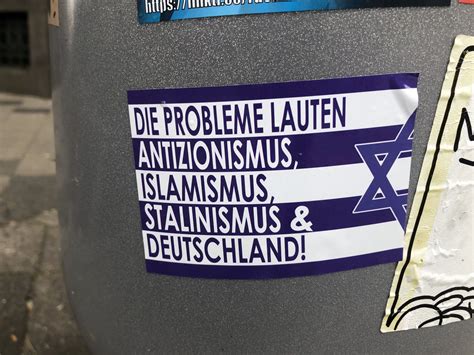 DIE PROBLEME LAUTEN
ANTIZIONISMUS,
ISLAMISMUS,
STALINISMUS &
DEUTSCHLAND!